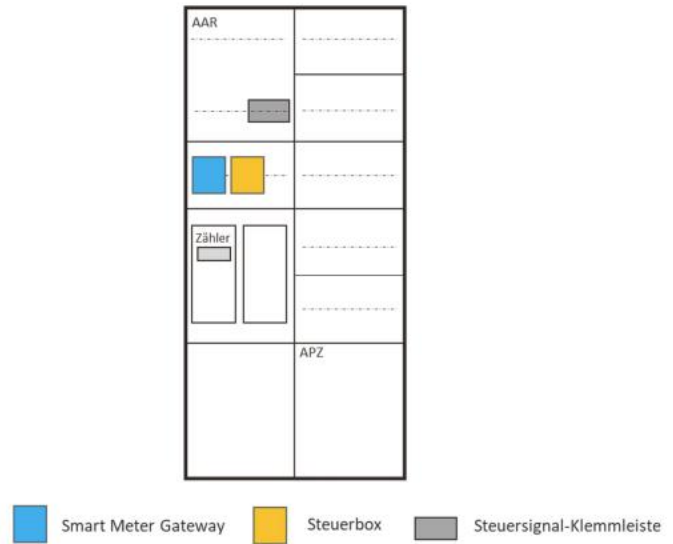 AAR
Zähler
APZ
Smart Meter Gateway
Steuerbox
Steuersignal-Klemmleiste